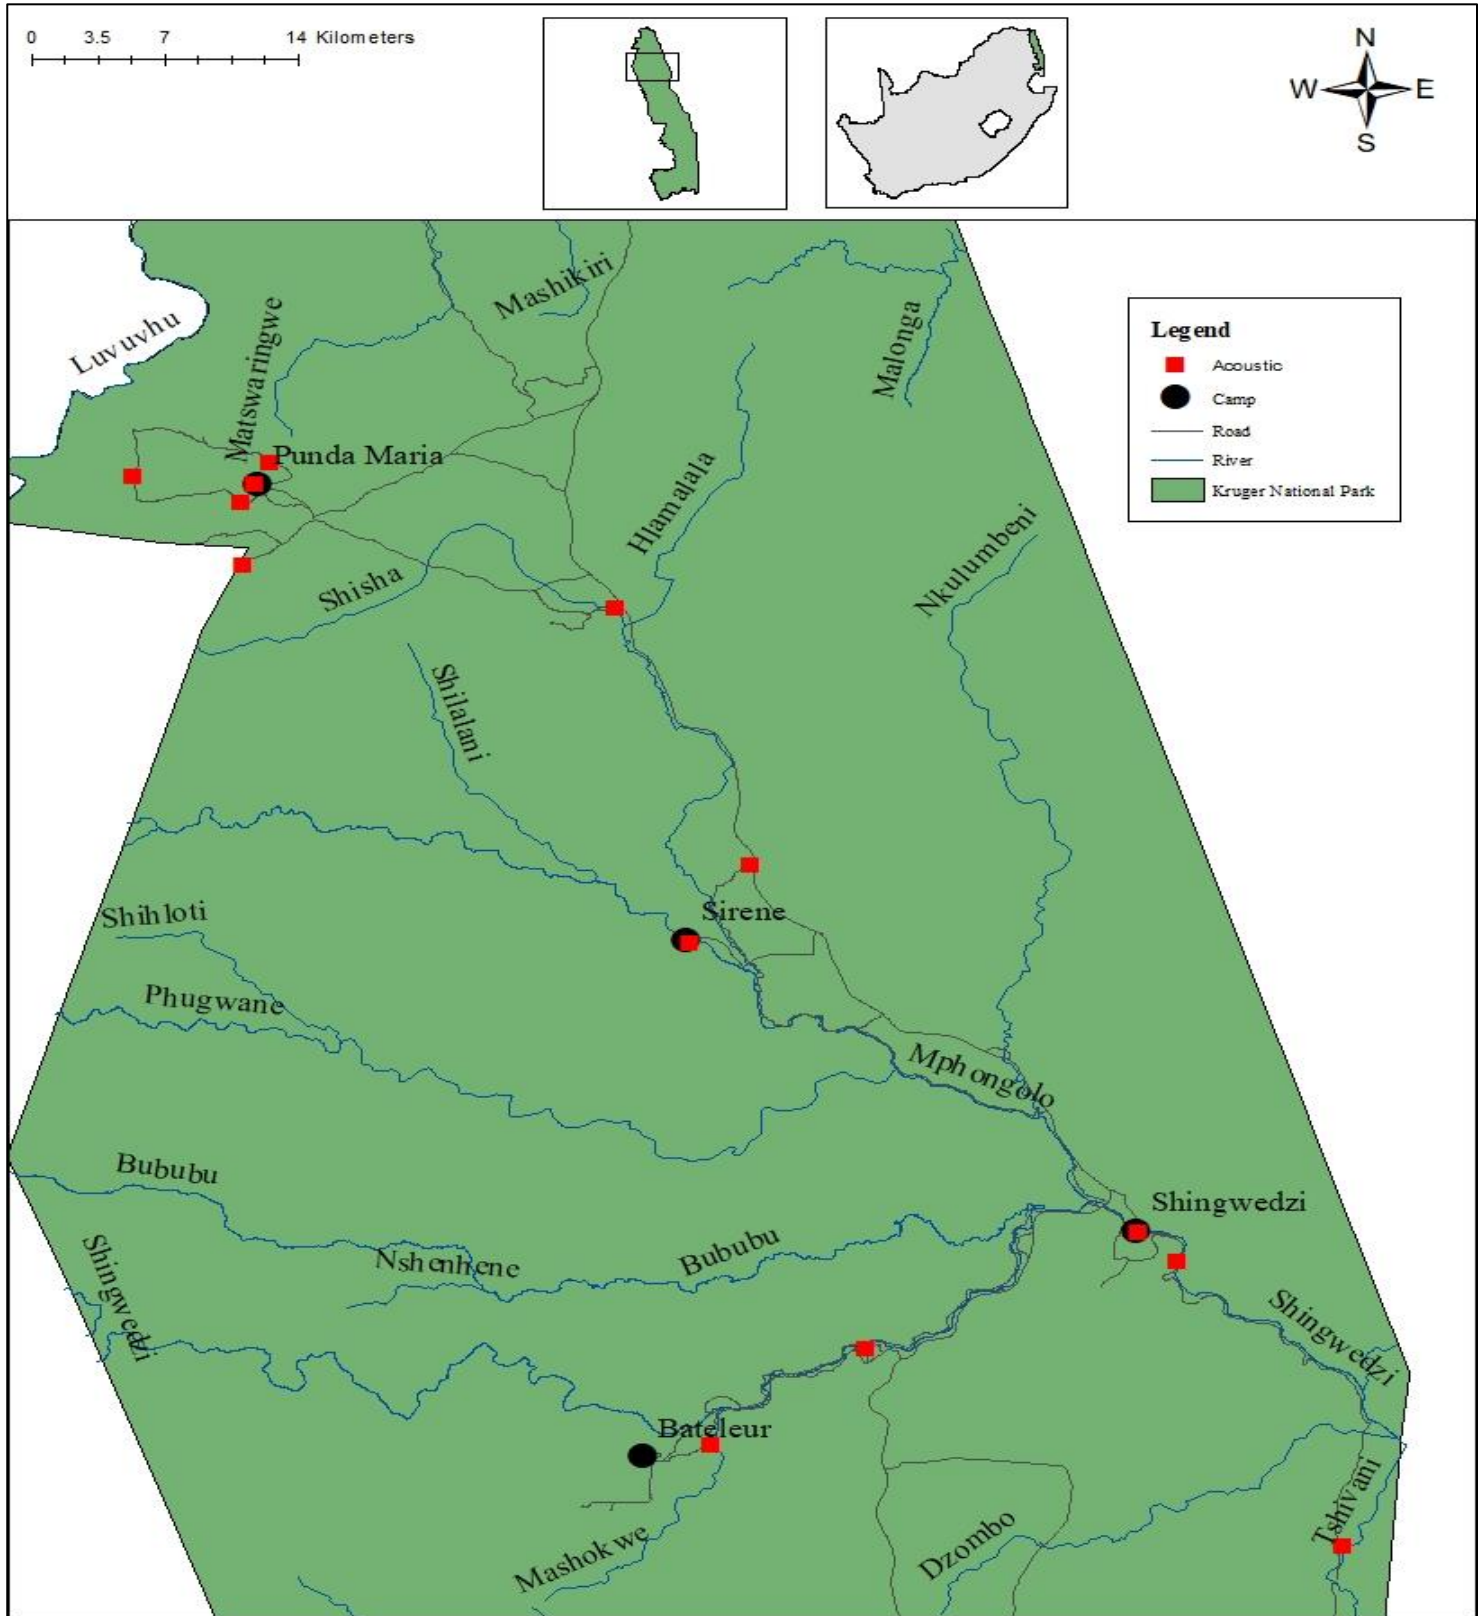 0 3.5 7 14 Kilometers
N
W E
S
Legend
Acoustic
Camp
Road
River
Kruger National Park
Mashikiri
Luvuvhu
Matswaringwe
Malonga
Punda Maria
Hlamalala
Nkulumbeni
Shisha
Shilalani
Shihloti
Sirene
Phugwane
Mphongolo
Bububu
Shingwedzi
Nshenhene
Bububu
Shingwedzi
Shingwedzi
Bateleur
Tshivani
Mashokwe
Dzombo